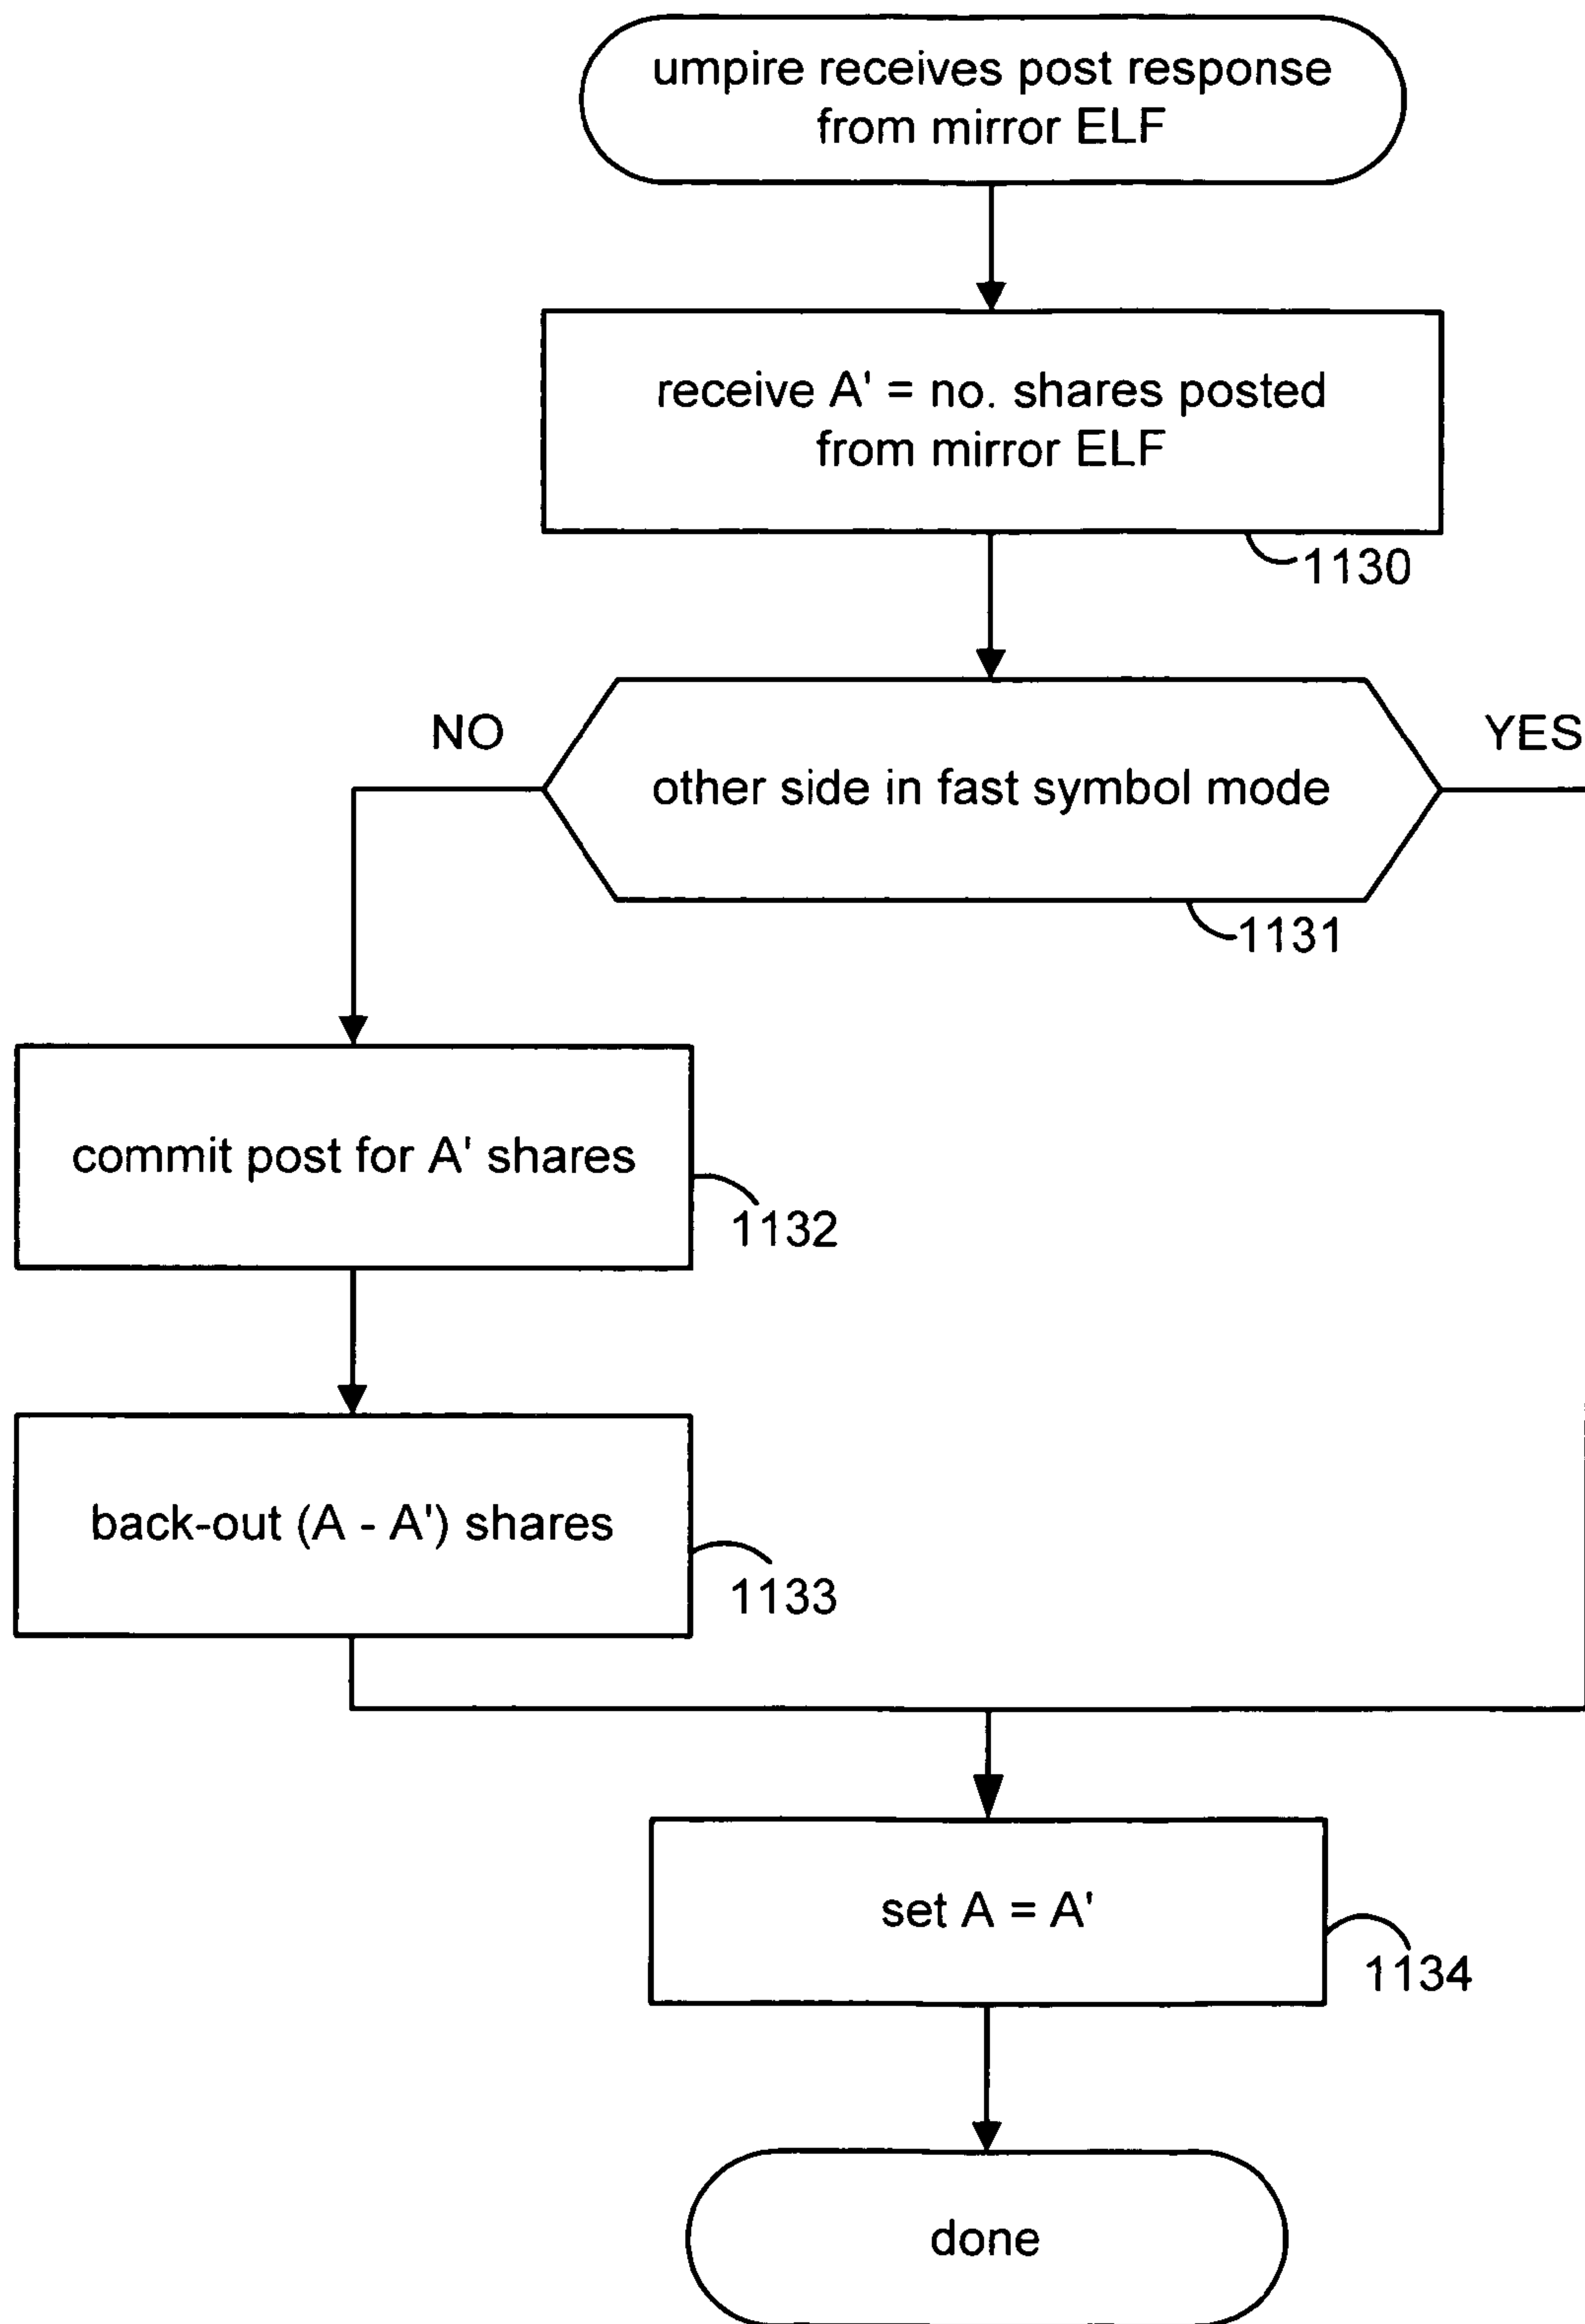 umpire receives post response
from mirror ELF
receive A' = no. shares posted
from mirror ELF
1130
NO
YES
other side in fast symbol mode
1131
commit post for A' shares
1132
back-out (A - A') shares
1133
set A = A'
1134
done